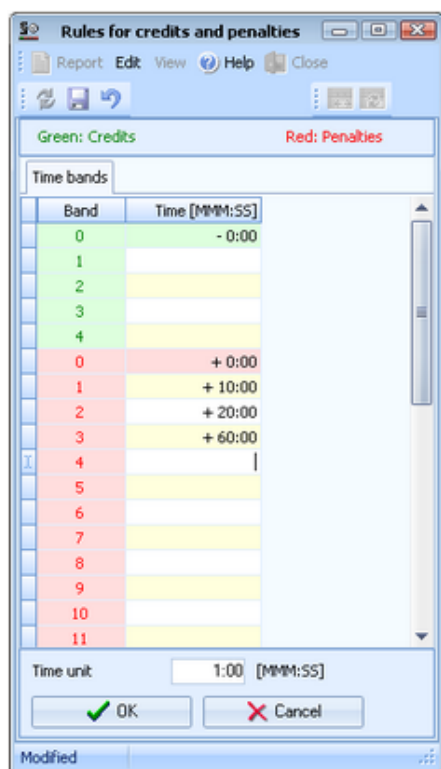 Rules for credits and penalties
Report Edit View Help Close
Green: Credits Red: Penalties
Time bands
Band Time [MMM:SS]
0 - 0:00
1
2
3
4
0 + 0:00
1 + 10:00
2 + 20:00
3 + 60:00
4
5
6
7
8
9
10
11
Time unit 1:00 [MMM:SS]
OK Cancel
Modified